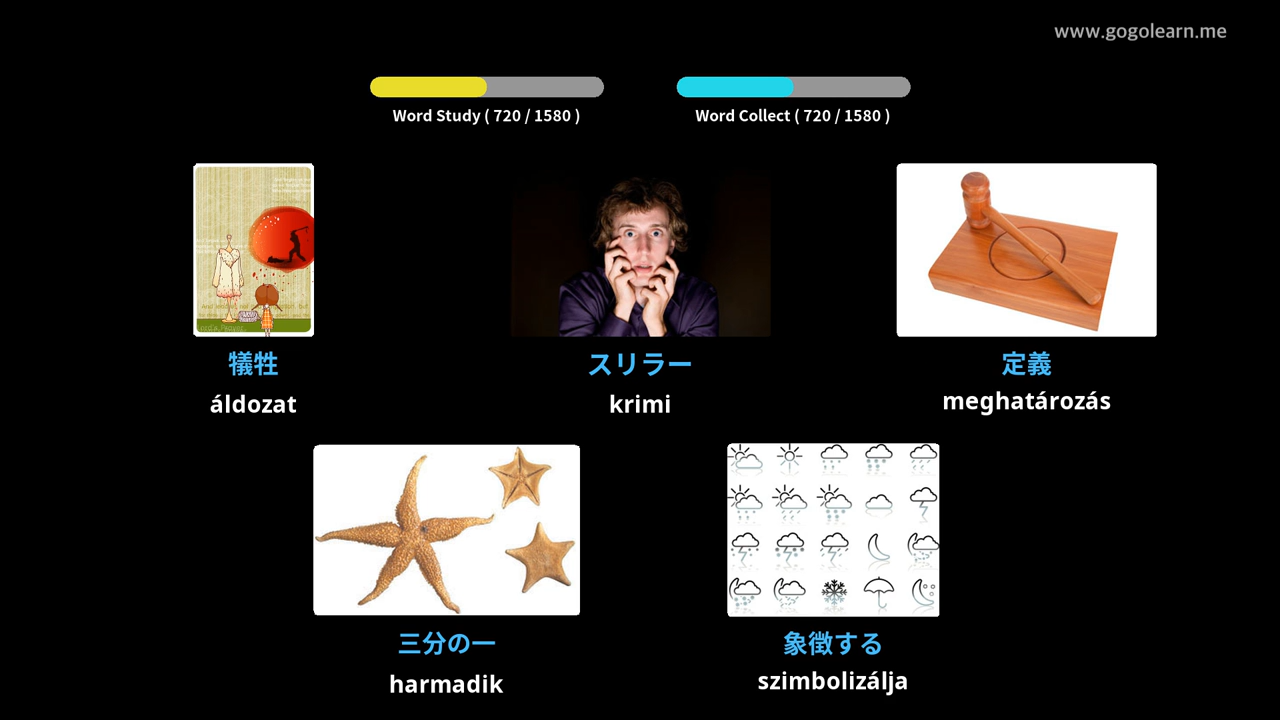 www.gogolearn.me
Word Study ( 720 / 1580 )
Word Collect ( 720 / 1580 )
犠牲
スリラー
定義
áldozat
krimi
meghatározás
三分の一
象徴する
harmadik
szimbolizálja